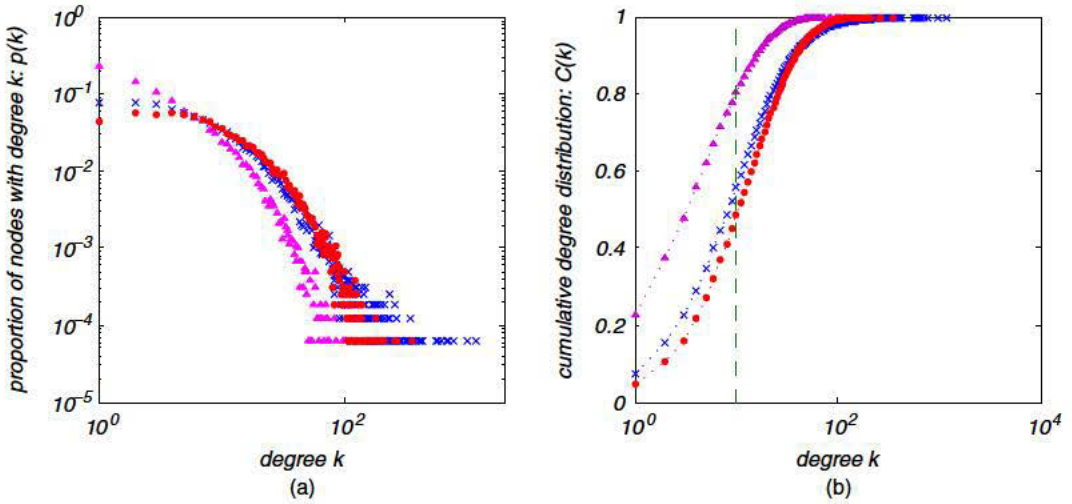 proportion of nodes with degree k: p(k)
10^0
10^-1
10^-2
10^-3
10^-4
10^-5
10^0
10^2
degree k
(a)
cumulative degree distribution: C(k)
1
0.8
0.6
0.4
0.2
0
10^0
10^2
10^4
degree k
(b)